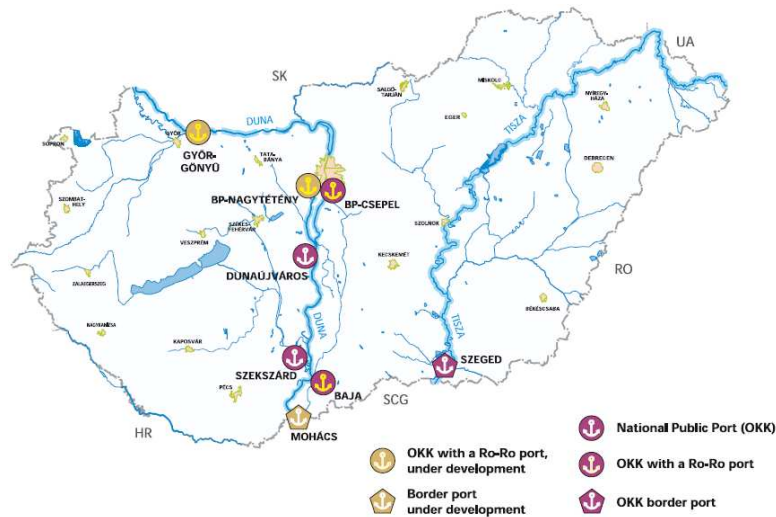 UA
SK
SALGÓ-
TARJÁN
MISKOLC
NYÍREGY-
HÁZA
EGER
DUNA
TISZA
SOPRON
GYŐR
GYŐR-
GÖNYŰ
TATA-
BÁNYA
DEBRELEN
BP-NAGYTÉTÉNY
BP-CSEPEL
SZOMBAT-
HELY
SZÉKES-
FEHÉRVÁR
SZOLNOK
VESZPRÉM
DUNAÚJVÁROS
KECSKEMÉT
RO
ZALAEGERSZEG
BÉKÉSCSABA
DUNA
TISZA
NAGYKANIZSA
KAPOSVÁR
SZEKSZÁRD
SZEGED
PÉCS
BAJA
SCG
HR
MOHÁCS
National Public Port (OKK)
OKK with a Ro-Ro port,
under development
OKK with a Ro-Ro port
Border port
under development
OKK border port